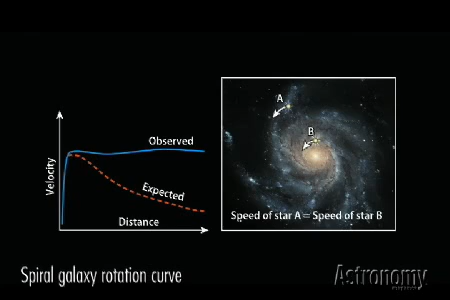 Observed
A
B
Velocity
Expected
Distance
Speed of star A = Speed of star B
Spiral galaxy rotation curve
Astronomy